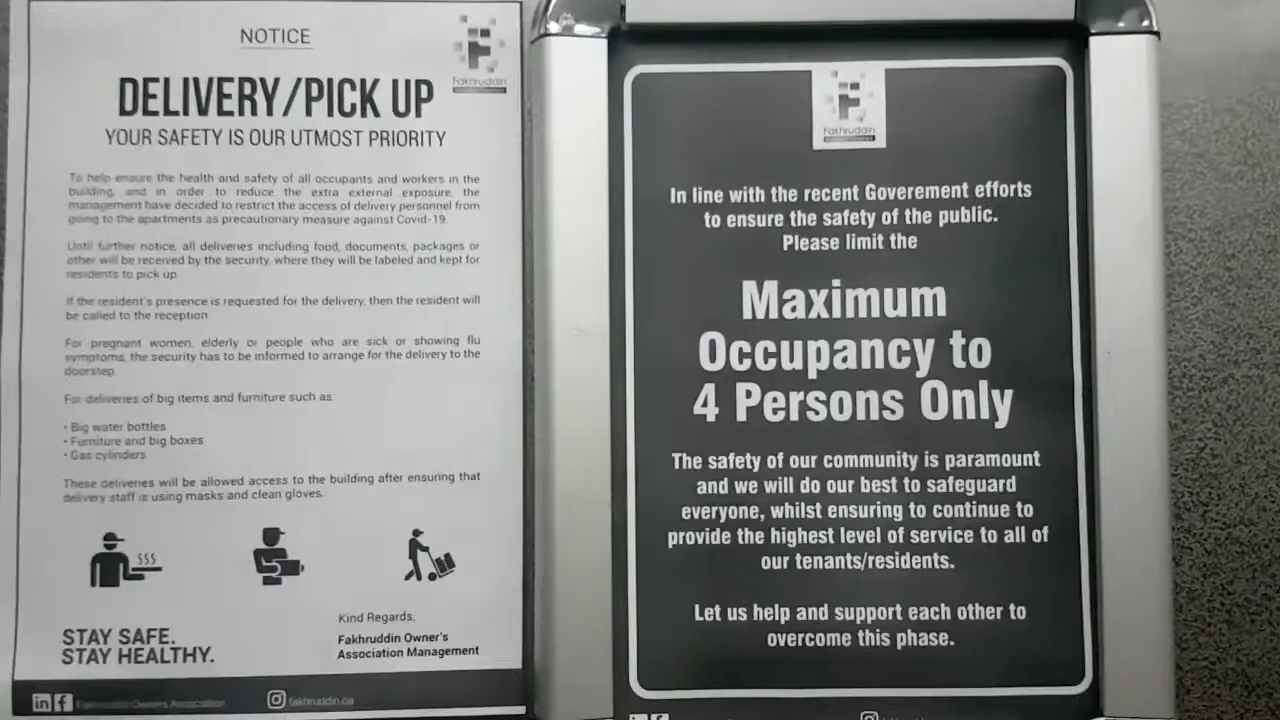 NOTICE
Fakhruddin
DELIVERY/PICK UP
YOUR SAFETY IS OUR UTMOST PRIORITY
To help ensure the health and safety of all occupants and workers in the
building, and in order to reduce the extra external exposure, the
management have decided to restrict the access of delivery personnel from
going to the apartments as precautionary measure against Covid-19.
Until further notice, all deliveries including food, documents, packages or
other will be received by the security, where they will be labeled and kept for
residents to pick up.
If the resident's presence is requested for the delivery, then the resident will
be called to the reception
For pregnant women, elderly or people who are sick or showing flu
symptoms, the security has to be informed to arrange for the delivery to the
doorstep.
For deliveries of big items and furniture such as:
• Big water bottles
• Furniture and big boxes
• Gas cylinders
These deliveries will be allowed access to the building after ensuring that
delivery staff is using masks and clean gloves.
$$$
STAY SAFE.
STAY HEALTHY.
Kind Regards,
Fakhruddin Owner's
Association Management
in f Fakhruddin Owners Association
fakhruddin.oa
Fakhruddin
In line with the recent Goverement efforts
to ensure the safety of the public.
Please limit the
Maximum
Occupancy to
4 Persons Only
The safety of our community is paramount
and we will do our best to safeguard
everyone, whilst ensuring to continue to
provide the highest level of service to all of
our tenants/residents.
Let us help and support each other to
overcome this phase.